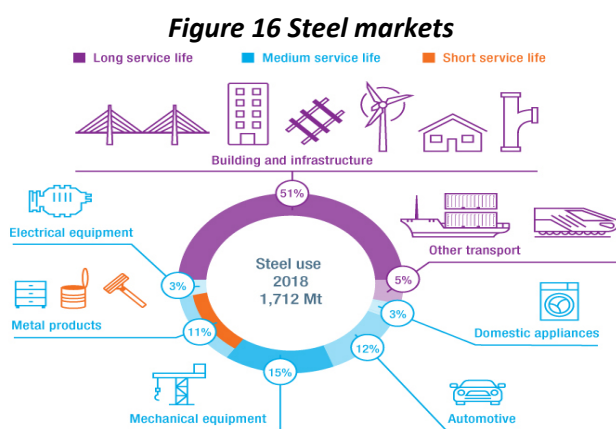 Figure 16 Steel markets
Long service life Medium service life Short service life
Building and infrastructure
51%
Electrical equipment
Other transport
Steel use
2018
1,712 Mt
3%
5%
Metal products
3%
Domestic appliances
11%
12%
15%
Mechanical equipment
Automotive